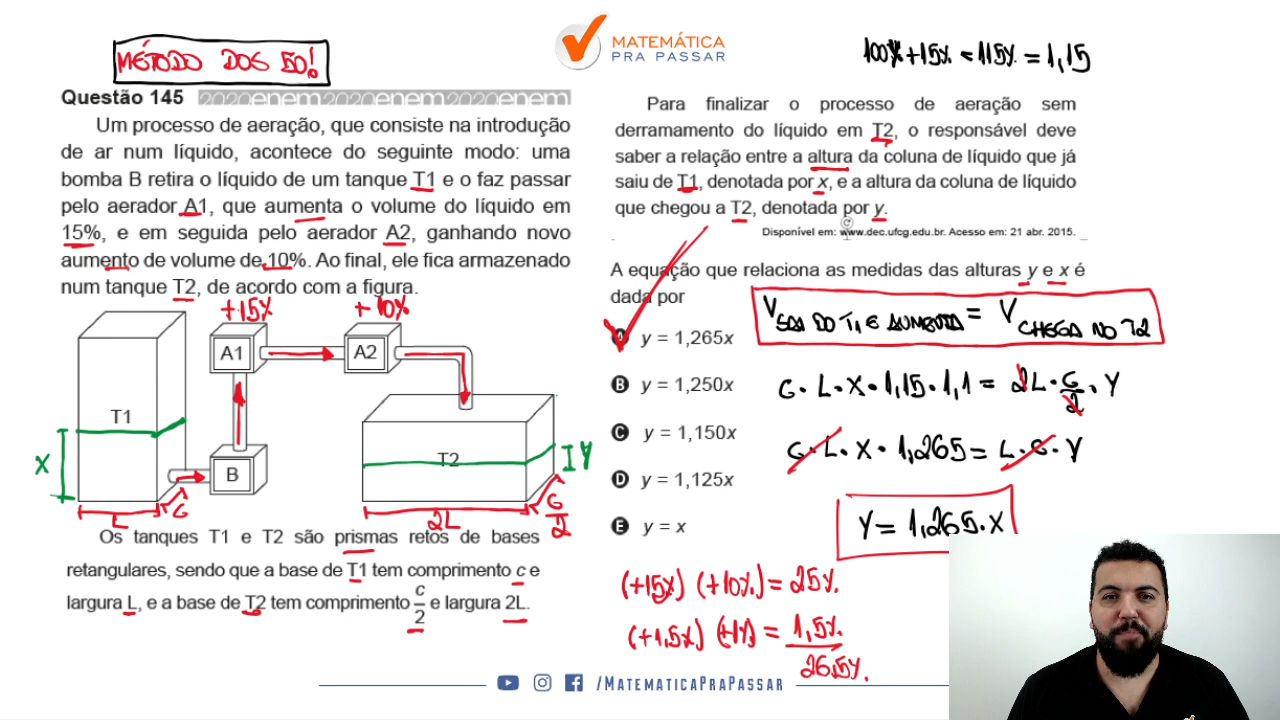 MÉTODO DOS 50!
MATEMÁTICA
PRA PASSAR
100% + 15% = 115% = 1,15
Questão 145 2020enem2020enem2020enem
Um processo de aeração, que consiste na introdução
de ar num líquido, acontece do seguinte modo: uma
bomba B retira o líquido de um tanque T1 e o faz passar
pelo aerador A1, que aumenta o volume do líquido em
15%, e em seguida pelo aerador A2, ganhando novo
aumento de volume de 10%. Ao final, ele fica armazenado
num tanque T2, de acordo com a figura.
+15%
+10%
A1
A2
T1
T2
B
X
Y
L
C
2L
C/2
Os tanques T1 e T2 são prismas retos de bases
retangulares, sendo que a base de T1 tem comprimento c e
largura L, e a base de T2 tem comprimento c/2 e largura 2L.
Para finalizar o processo de aeração sem
derramamento do líquido em T2, o responsável deve
saber a relação entre a altura da coluna de líquido que já
saiu de T1, denotada por x, e a altura da coluna de líquido
que chegou a T2, denotada por y.
Disponível em: www.dec.ufcg.edu.br. Acesso em: 21 abr. 2015.
A equação que relaciona as medidas das alturas y e x é
dada por
A y = 1,265x
B y = 1,250x
C y = 1,150x
D y = 1,125x
E y = x
V SAI DO T1 E AUMENTA = V CHEGA NO T2
C · L · X · 1,15 · 1,1 = 2L · C/2 · Y
C · L · X · 1,265 = L · C · Y
Y = 1,265 · X
(+15%) (+10%) = 25%
(+1,5%) (+1%) = 1,5%
26,5%
/MatematicaPraPassar